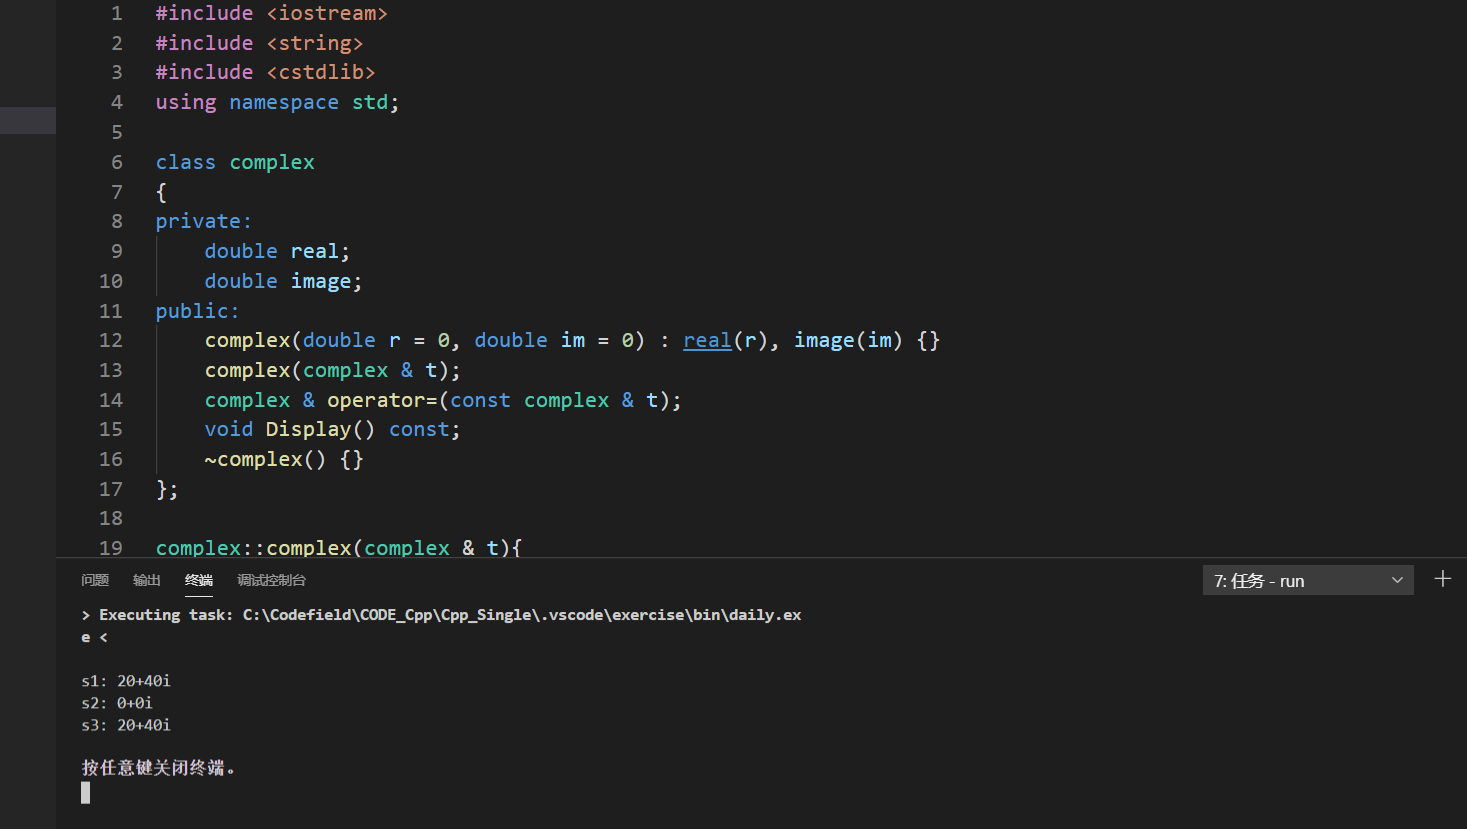 1 #include <iostream>
2 #include <string>
3 #include <cstdlib>
4 using namespace std;
5
6 class complex
7 {
8 private:
9     double real;
10     double image;
11 public:
12     complex(double r = 0, double im = 0) : real(r), image(im) {}
13     complex(complex & t);
14     complex & operator=(const complex & t);
15     void Display() const;
16     ~complex() {}
17 };
18
19 complex::complex(complex & t){
问题 输出 终端 调试控制台 7: 任务 - run
> Executing task: C:\Codefield\CODE_Cpp\Cpp_Single\.vscode\exercise\bin\daily.ex
e <
s1: 20+40i
s2: 0+0i
s3: 20+40i
按任意键关闭终端。